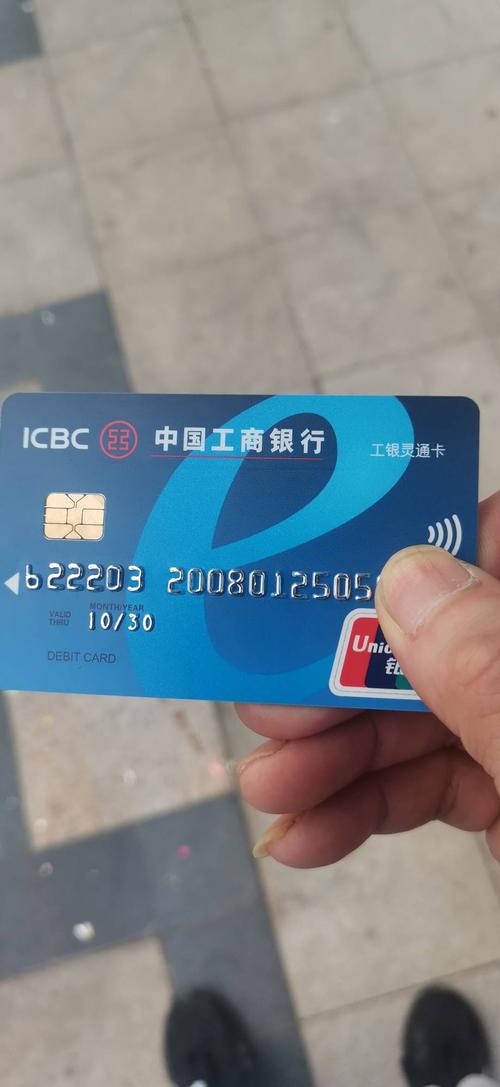 ICBC 中国工商银行
工银灵通卡
622203 2008012505
MONTH/YEAR
VALID
THRU
10/30
DEBIT CARD
Unio